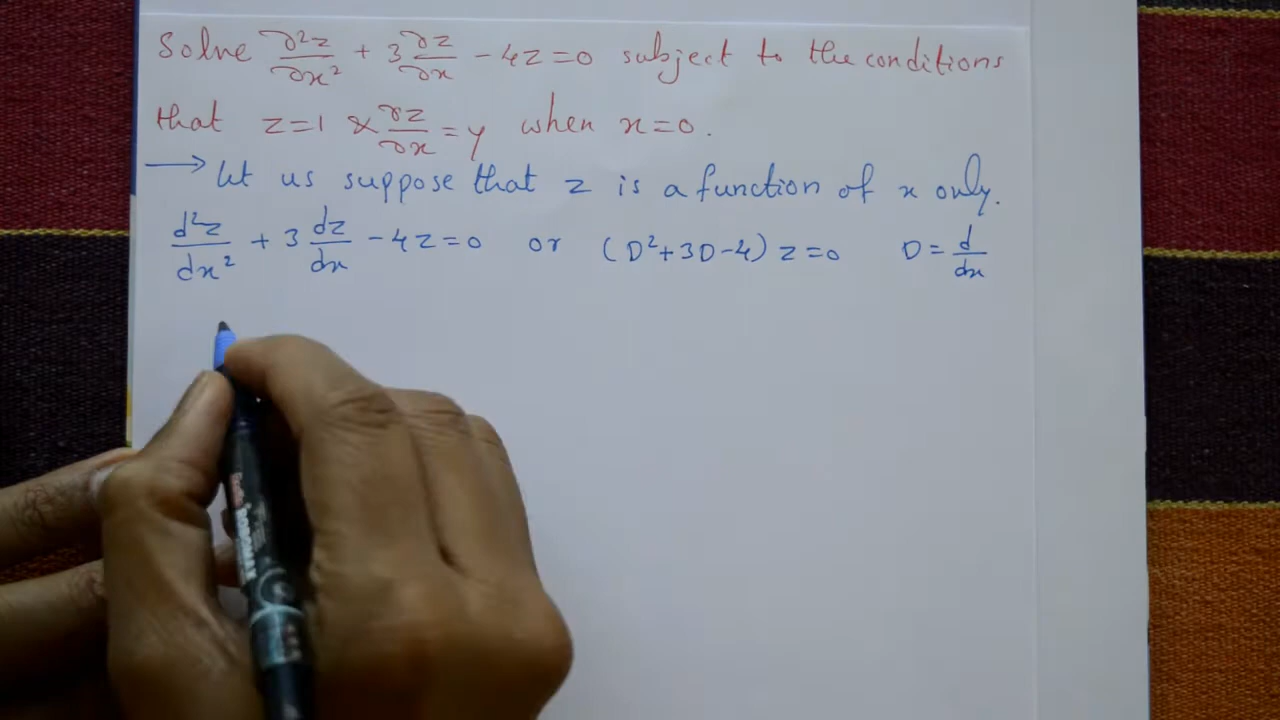 Solve ∂²z/∂x² + 3 ∂z/∂x - 4z = 0 subject to the conditions
that z = 1 & ∂z/∂x = y when x = 0.
→ Let us suppose that z is a function of x only.
d²z/dx² + 3 dz/dx - 4z = 0 or (D² + 3D - 4) z = 0 D = d/dx